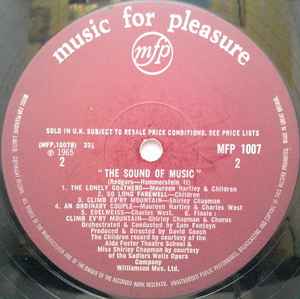 music for pleasure
mfp
SOLD IN U.K. SUBJECT TO RESALE PRICE CONDITIONS, SEE PRICE LISTS
(MFP.1007B) 33⅓
℗ 1965
2
MFP 1007
2
" THE SOUND OF MUSIC "
(Rodgers—Hammerstein II)
1. THE LONELY GOATHERD—Maureen Hartley & Children
2. SO LONG FAREWELL—Children
3. CLIMB EV'RY MOUNTAIN—Shirley Chapman
4. AN ORDINARY COUPLE—Maureen Hartley & Charles West
5. EDELWEISS—Charles West. 6. Finale :
CLIMB EV'RY MOUNTAIN—Shirley Chapman & Chorus
Orchestrated & Conducted by Sam Fonteyn
Produced by David Gooch
The Children record by courtesy of the
Aida Foster Theatre School &
Miss Shirley Chapman by courtesy
of the Sadlers Wells Opera
Company
Williamson Mus. Ltd.